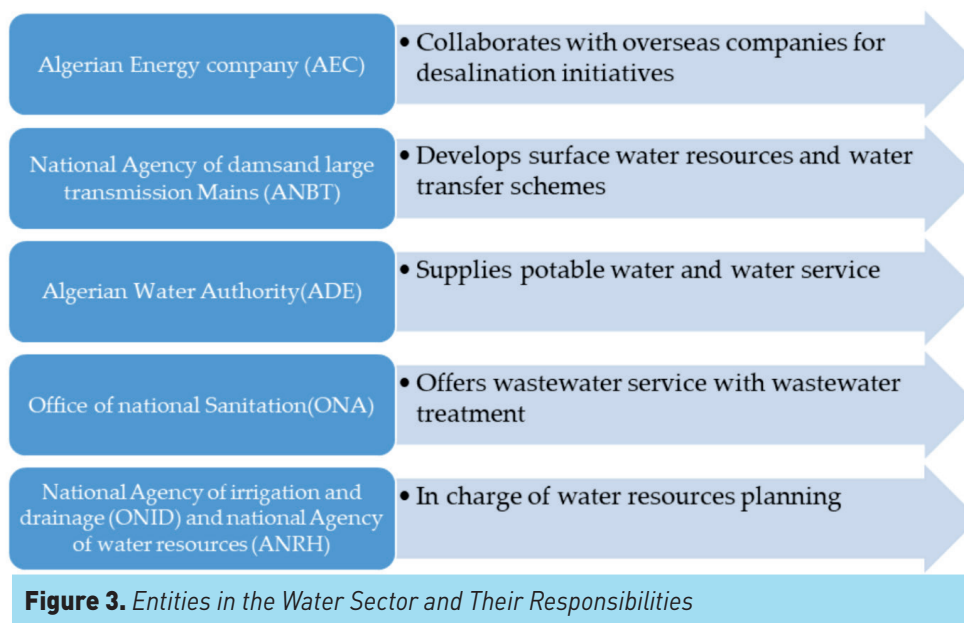 Algerian Energy company (AEC)
• Collaborates with overseas companies for
desalination initiatives
National Agency of damsand large
transmission Mains (ANBT)
• Develops surface water resources and water
transfer schemes
Algerian Water Authority(ADE)
• Supplies potable water and water service
Office of national Sanitation(ONA)
• Offers wastewater service with wastewater
treatment
National Agency of irrigation and
drainage (ONID) and national Agency
of water resources (ANRH)
• In charge of water resources planning
Figure 3. Entities in the Water Sector and Their Responsibilities